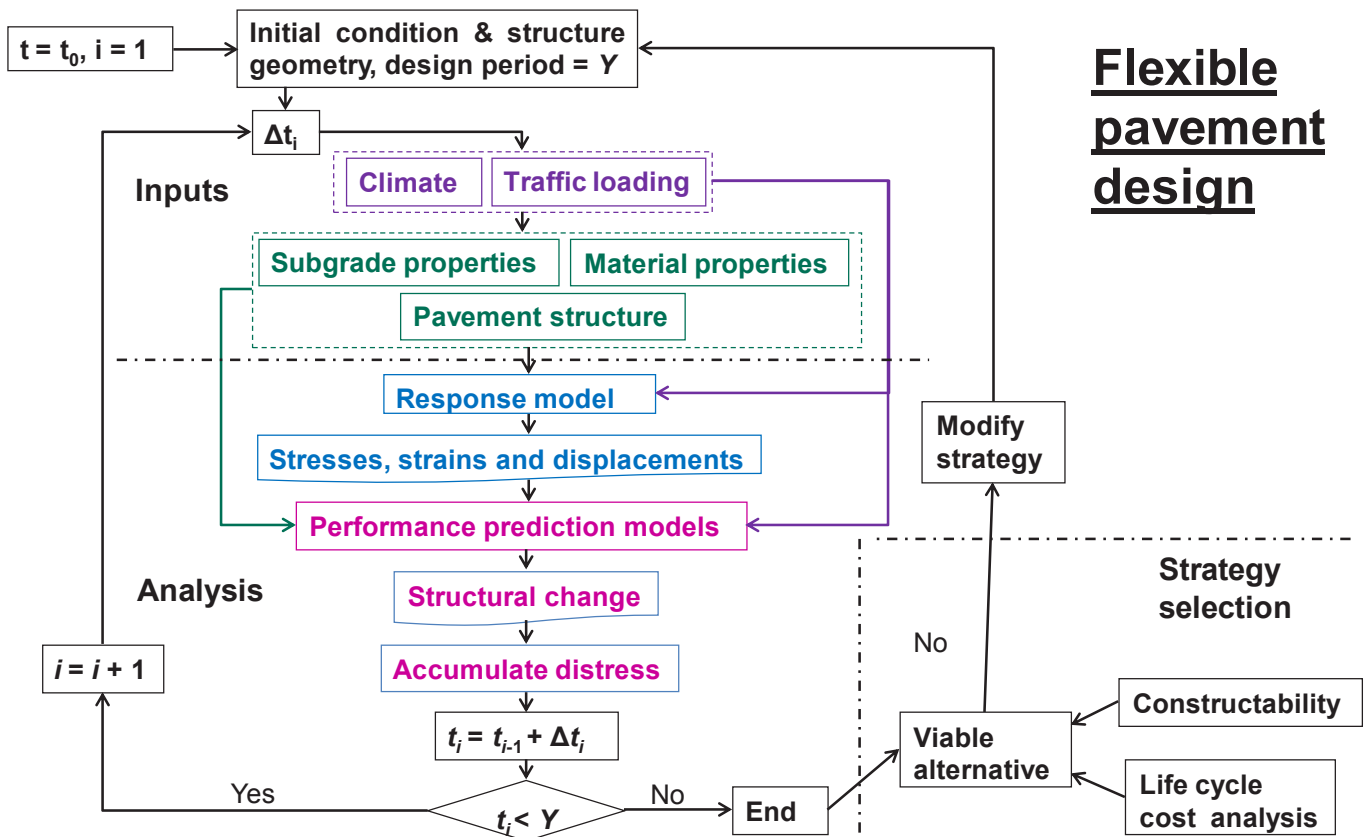 t = t₀, i = 1
Initial condition & structure
geometry, design period = Y
Flexible
pavement
design
Δtᵢ
Inputs
Climate
Traffic loading
Subgrade properties
Material properties
Pavement structure
Response model
Stresses, strains and displacements
Performance prediction models
Modify
strategy
Analysis
Structural change
Strategy
selection
No
i = i + 1
Accumulate distress
tᵢ = tᵢ₋₁ + Δtᵢ
Viable
alternative
Constructability
Life cycle
cost analysis
Yes
tᵢ < Y
No
End